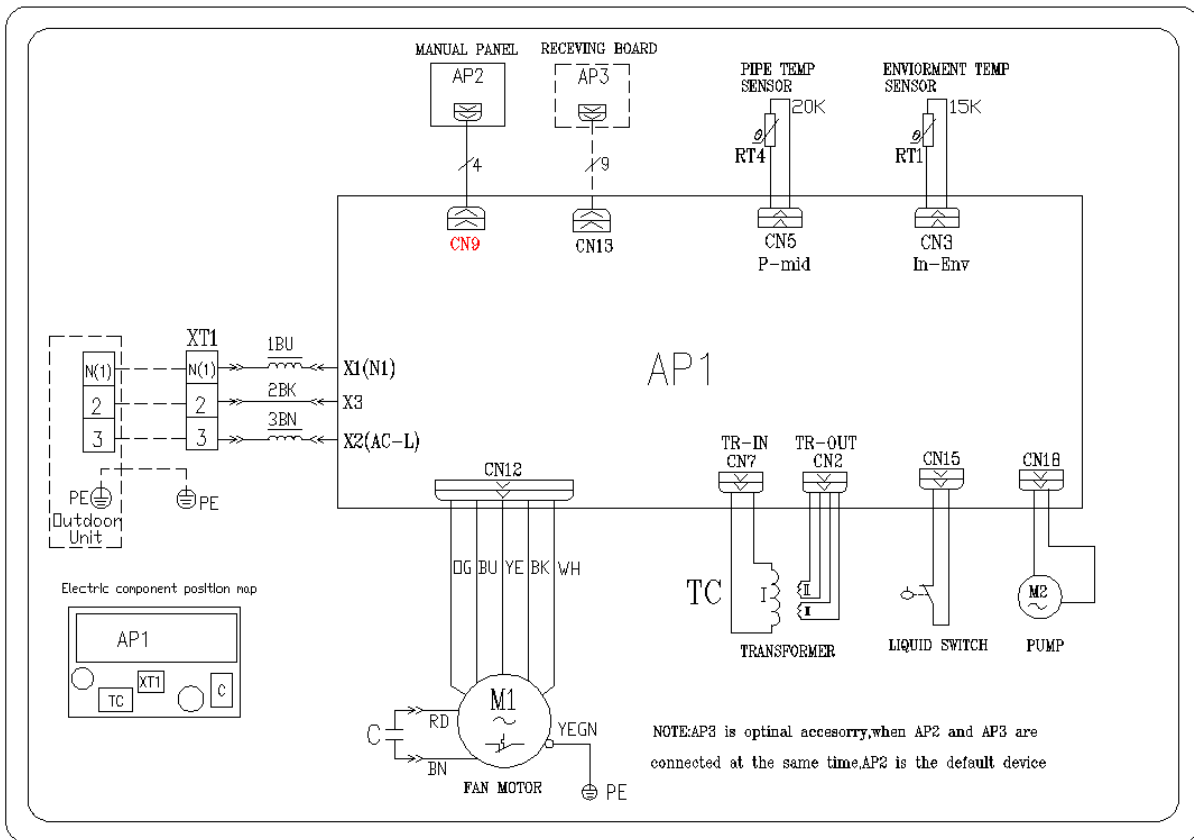 MANUAL PANEL
AP2
4
CN9
RECEVING BOARD
AP3
9
CN13
PIPE TEMP
SENSOR
20K
θ
RT4
CN5
P-mid
ENVIORMENT TEMP
SENSOR
15K
θ
RT1
CN3
In-Env
AP1
XT1
N(1)
N(1)
1BU
X1(N1)
2
2
2BK
X3
3
3
3BN
X2(AC-L)
PE
PE
Outdoor
Unit
CN12
OG BU YE BK WH
TR-IN
CN7
TR-OUT
CN2
CN15
CN18
TC
I
II
II
TRANSFORMER
LIQUID SWITCH
M2
PUMP
Electric component position map
AP1
TC
XT1
C
C
RD
BN
M1
YEGN
PE
FAN MOTOR
NOTE:AP3 is optinal accesorry,when AP2 and AP3 are
connected at the same time,AP2 is the default device